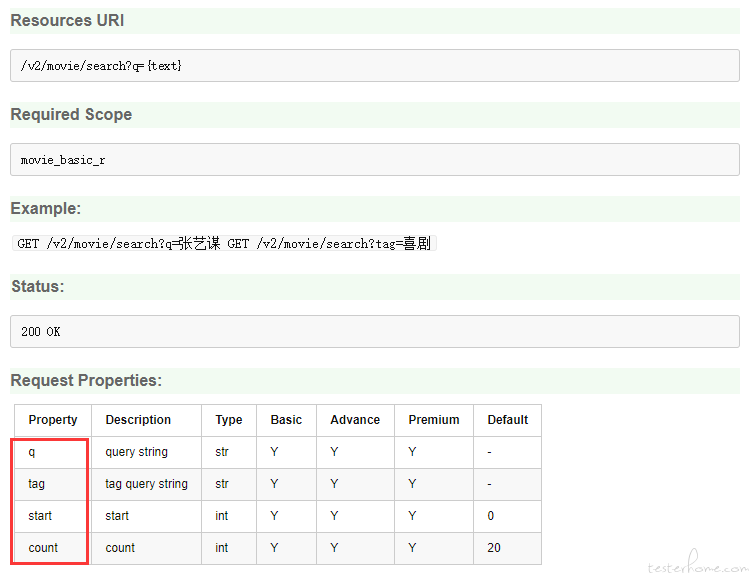 Resources URI
/v2/movie/search?q={text}
Required Scope
movie_basic_r
Example:
GET /v2/movie/search?q=张艺谋 GET /v2/movie/search?tag=喜剧
Status:
200 OK
Request Properties:
Property Description Type Basic Advance Premium Default
q query string str Y Y Y -
tag tag query string str Y Y Y -
start start int Y Y Y 0
count count int Y Y Y 20
testerhome.com